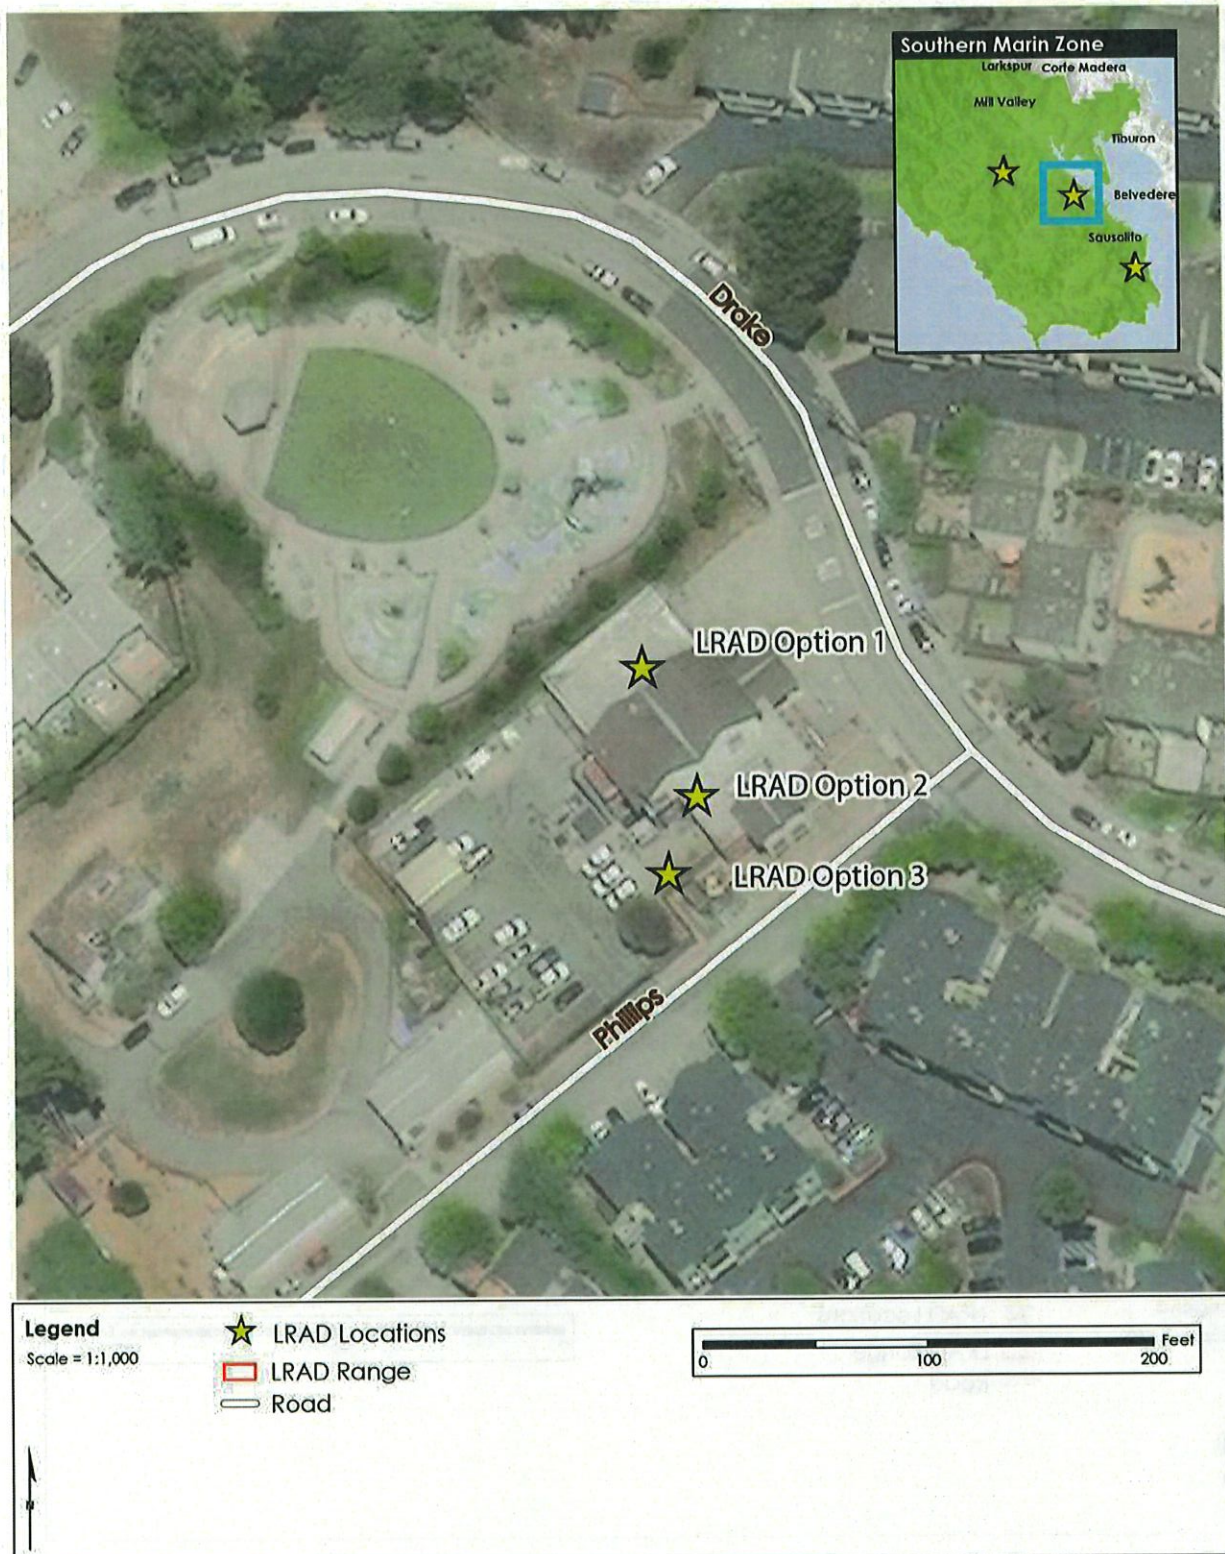 Southern Marin Zone
Larkspur Corte Madera
Mill Valley
Tiburon
Belvedere
Sausalito
Drake
LRAD Option 1
LRAD Option 2
LRAD Option 3
Phillips
Legend
Scale = 1:1,000
LRAD Locations
LRAD Range
Road
Feet
0 100 200
N